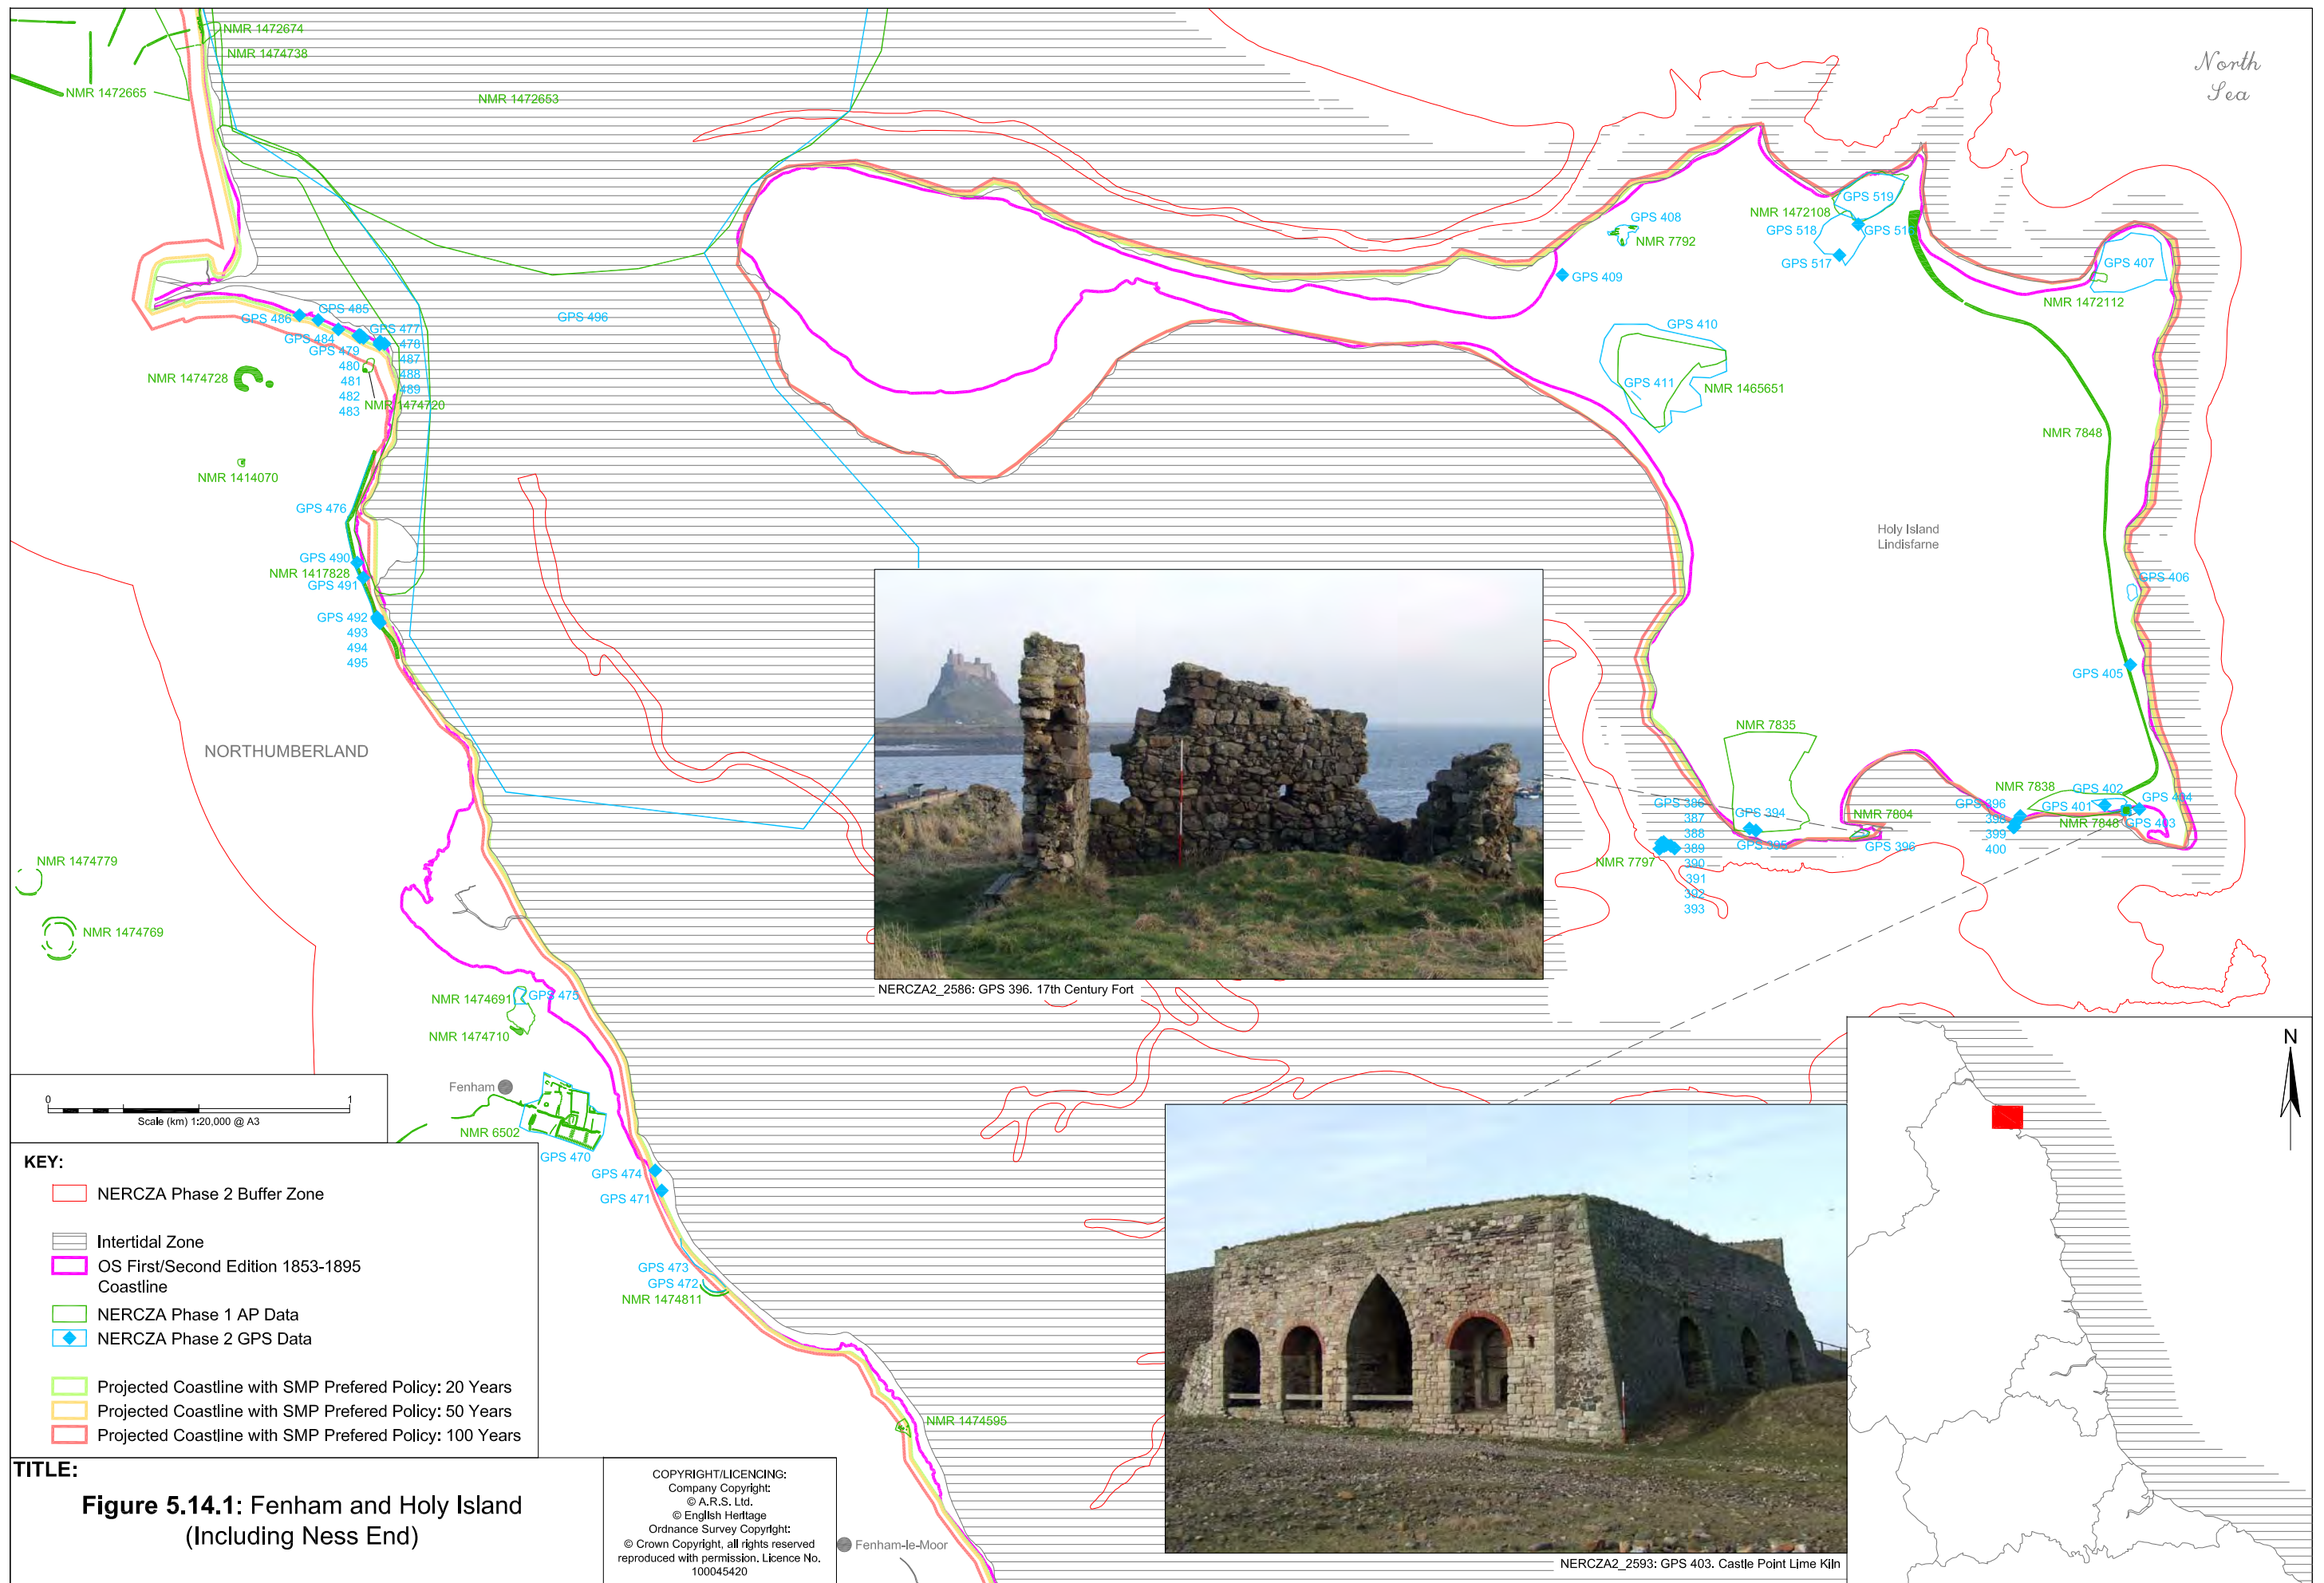 NMR 1472674
NMR 1474738
NMR 1472665
NMR 1472653
North
Sea
GPS 519
NMR 1472108
GPS 518
GPS 517
GPS 408
NMR 7792
GPS 409
GPS 407
NMR 1472112
GPS 496
GPS 485
GPS 486
GPS 477
GPS 484
478
GPS 479
487
480
488
481
489
482
NMR 1474720
483
NMR 1474728
GPS 410
GPS 411
NMR 1465651
NMR 7848
NMR 1414070
GPS 476
Holy Island
Lindisfarne
GPS 490
NMR 1417828
GPS 491
GPS 406
GPS 492
493
494
495
GPS 405
NORTHUMBERLAND
NMR 7835
NMR 7838
GPS 402
GPS 386
387
388
389
390
391
392
393
GPS 394
GPS 395
NMR 7797
NMR 7804
GPS 396
GPS 396
398
399
400
GPS 401
GPS 404
NMR 7848
GPS 403
NMR 1474779
NMR 1474769
NERCZA2_2586: GPS 396. 17th Century Fort
NMR 1474691
GPS 475
NMR 1474710
Fenham
NMR 6502
GPS 470
GPS 474
GPS 471
GPS 473
GPS 472
NMR 1474811
NMR 1474595
Fenham-le-Moor
N
0 1
Scale (km) 1:20,000 @ A3
KEY:
NERCZA Phase 2 Buffer Zone
Intertidal Zone
OS First/Second Edition 1853-1895
Coastline
NERCZA Phase 1 AP Data
NERCZA Phase 2 GPS Data
Projected Coastline with SMP Prefered Policy: 20 Years
Projected Coastline with SMP Prefered Policy: 50 Years
Projected Coastline with SMP Prefered Policy: 100 Years
TITLE:
Figure 5.14.1: Fenham and Holy Island
(Including Ness End)
COPYRIGHT/LICENCING:
Company Copyright:
© A.R.S. Ltd.
© English Heritage
Ordnance Survey Copyright:
© Crown Copyright, all rights reserved
reproduced with permission. Licence No.
100045420
NERCZA2_2593: GPS 403. Castle Point Lime Kiln